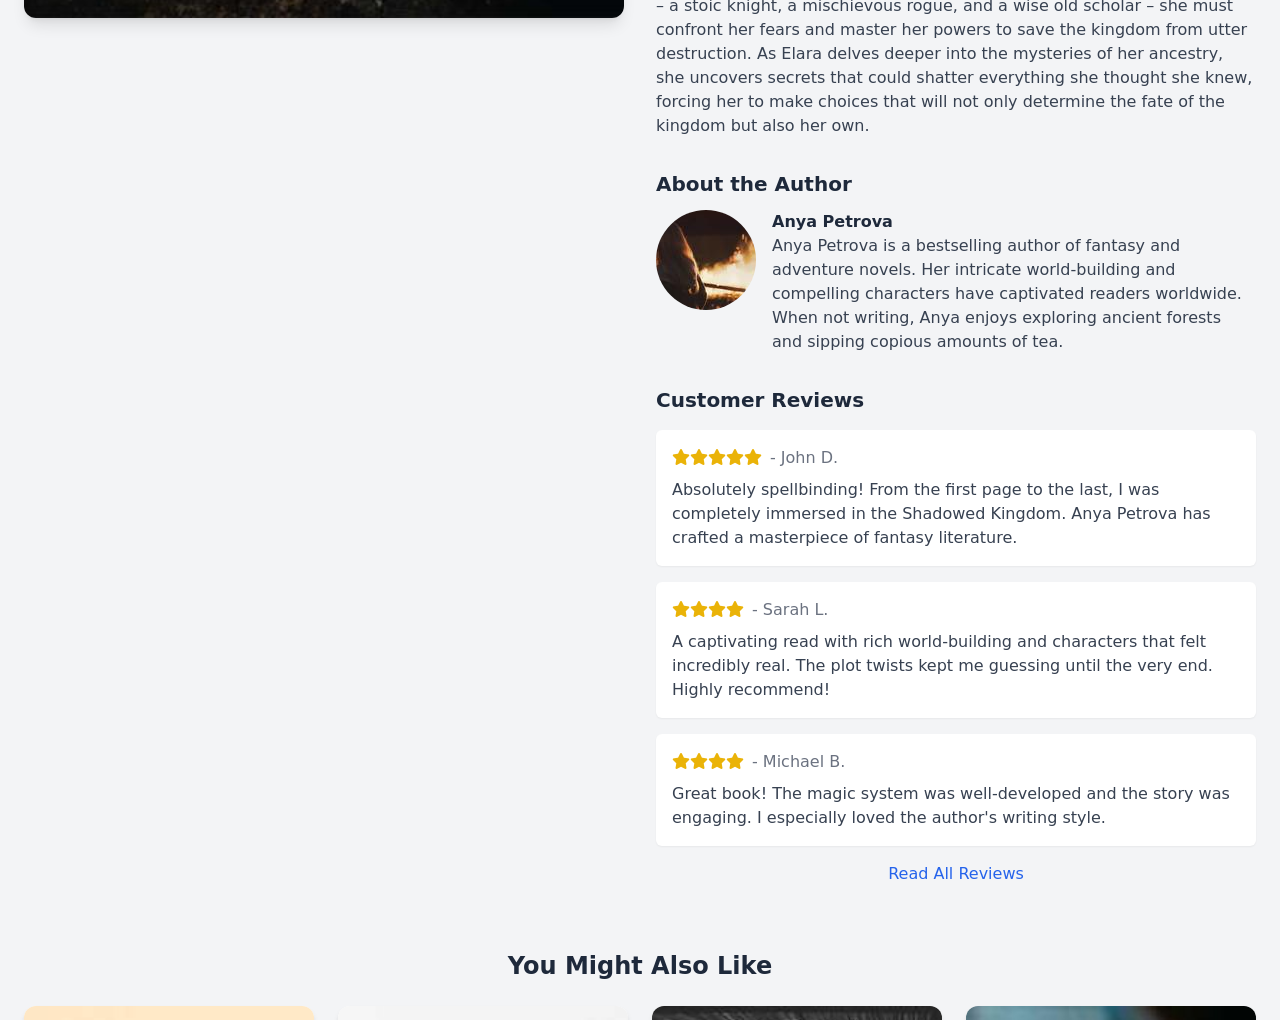 – a stoic knight, a mischievous rogue, and a wise old scholar – she must
confront her fears and master her powers to save the kingdom from utter
destruction. As Elara delves deeper into the mysteries of her ancestry,
she uncovers secrets that could shatter everything she thought she knew,
forcing her to make choices that will not only determine the fate of the
kingdom but also her own.
About the Author
Anya Petrova
Anya Petrova is a bestselling author of fantasy and
adventure novels. Her intricate world-building and
compelling characters have captivated readers worldwide.
When not writing, Anya enjoys exploring ancient forests
and sipping copious amounts of tea.
Customer Reviews
- John D.
Absolutely spellbinding! From the first page to the last, I was
completely immersed in the Shadowed Kingdom. Anya Petrova has
crafted a masterpiece of fantasy literature.
- Sarah L.
A captivating read with rich world-building and characters that felt
incredibly real. The plot twists kept me guessing until the very end.
Highly recommend!
- Michael B.
Great book! The magic system was well-developed and the story was
engaging. I especially loved the author's writing style.
Read All Reviews
You Might Also Like